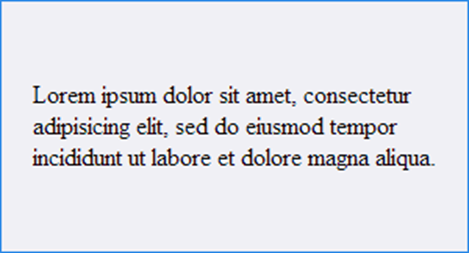 Lorem ipsum dolor sit amet, consectetur
adipisicing elit, sed do eiusmod tempor
incididunt ut labore et dolore magna aliqua.